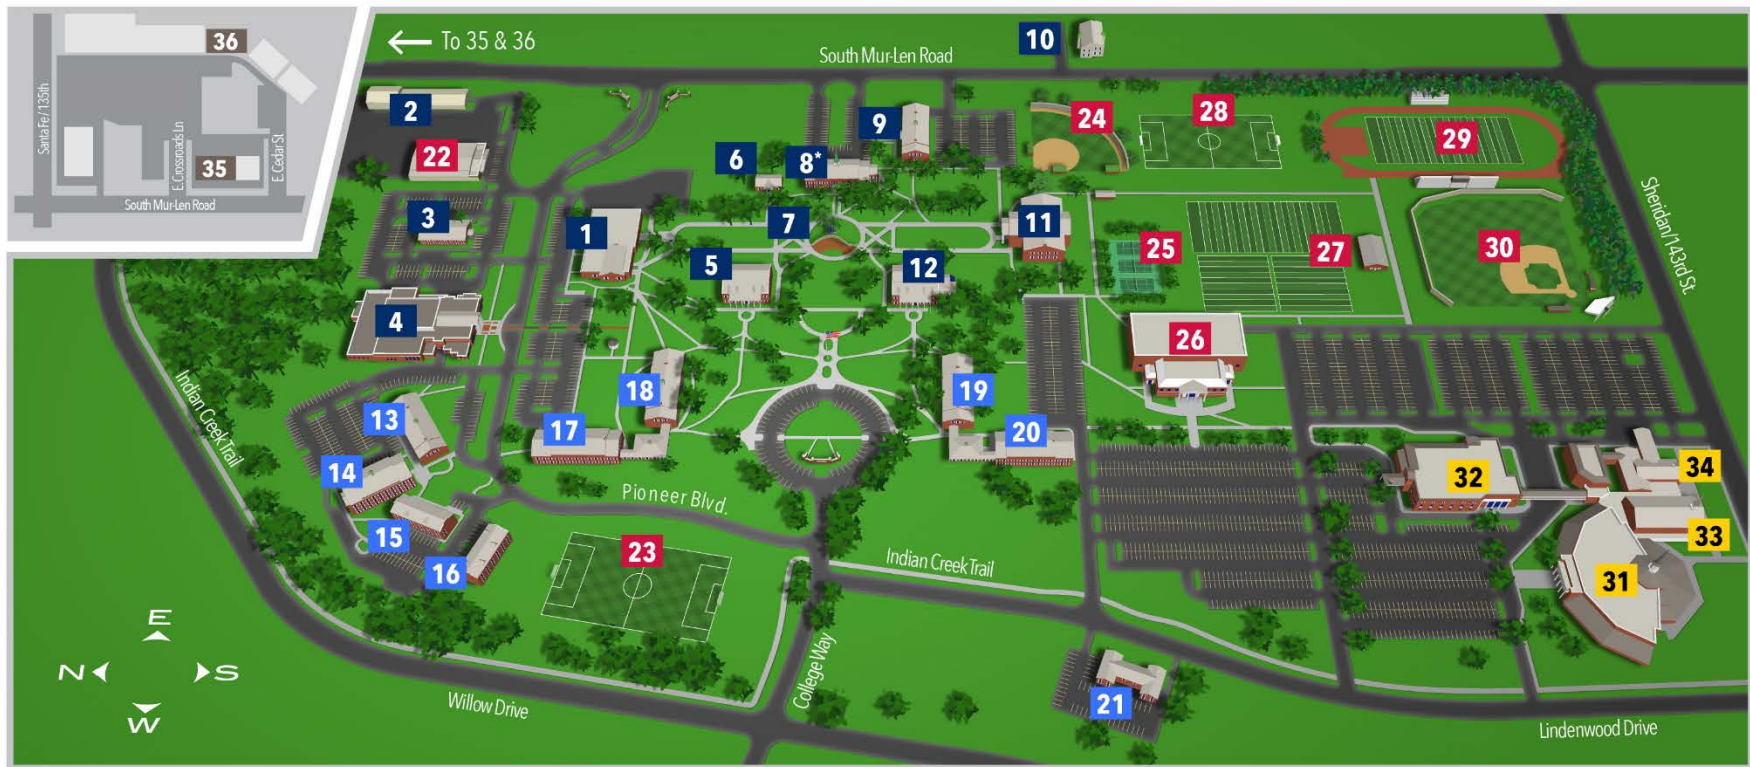 36
Santa Fe / 135th
E. Crossroads Ln
35
E. Cedar St
South Mur-Len Road
← To 35 & 36
10
South Mur-Len Road
2
9
24
28
29
22
6
8*
3
1
7
11
25
27
30
Sheridan/143rd St.
5
12
4
26
Indian Creek Trail
13
18
19
17
20
14
32
34
Pioneer Blvd.
15
33
16
23
Indian Creek Trail
31
E
N
S
W
College Way
Willow Drive
21
Lindenwood Drive